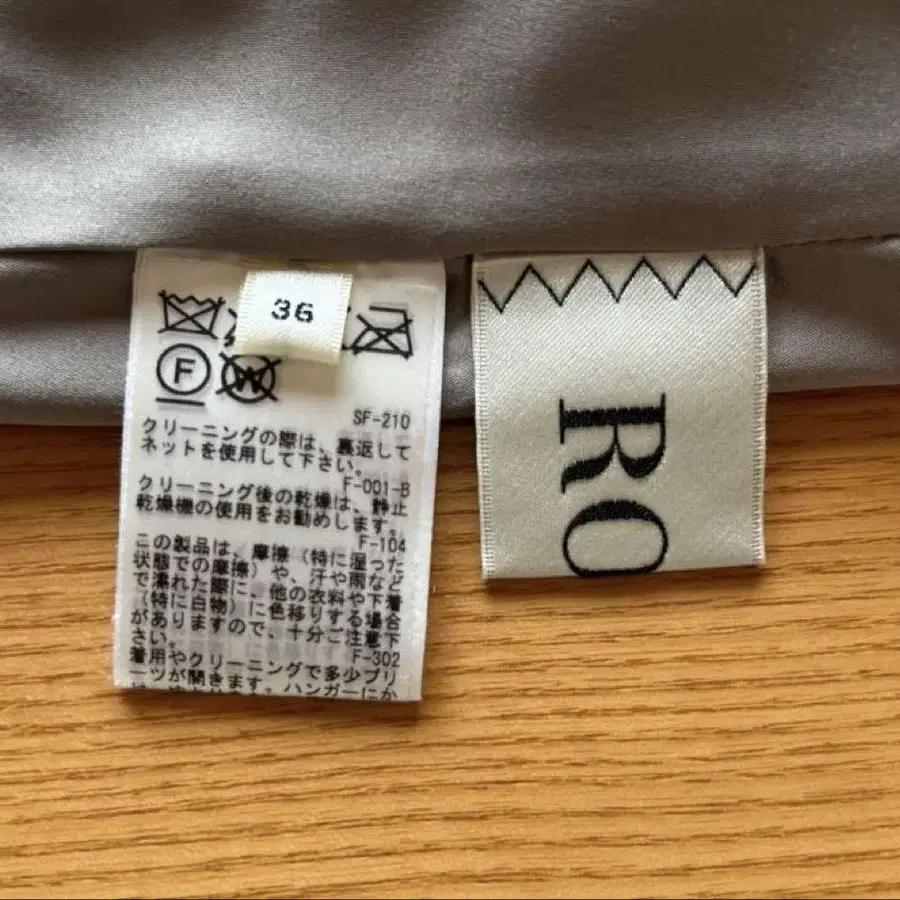 36
F
W
SF-210
クリーニングの際は、裏返して
ネットを使用して下さい。
F-001-B
クリーニング後の乾燥は、静止
乾燥機の使用をお勧めします。
F-104
この製品は、摩擦（特に湿った
状態での摩擦）や、汗や雨など
で濡れた際に、他の衣料や下着
（特に白物）に色移りする場合
がありますので、十分ご注意下
さい。
F-302
着用やクリーニングで多少プリ
ーツが開きます。ハンガーにか
RO